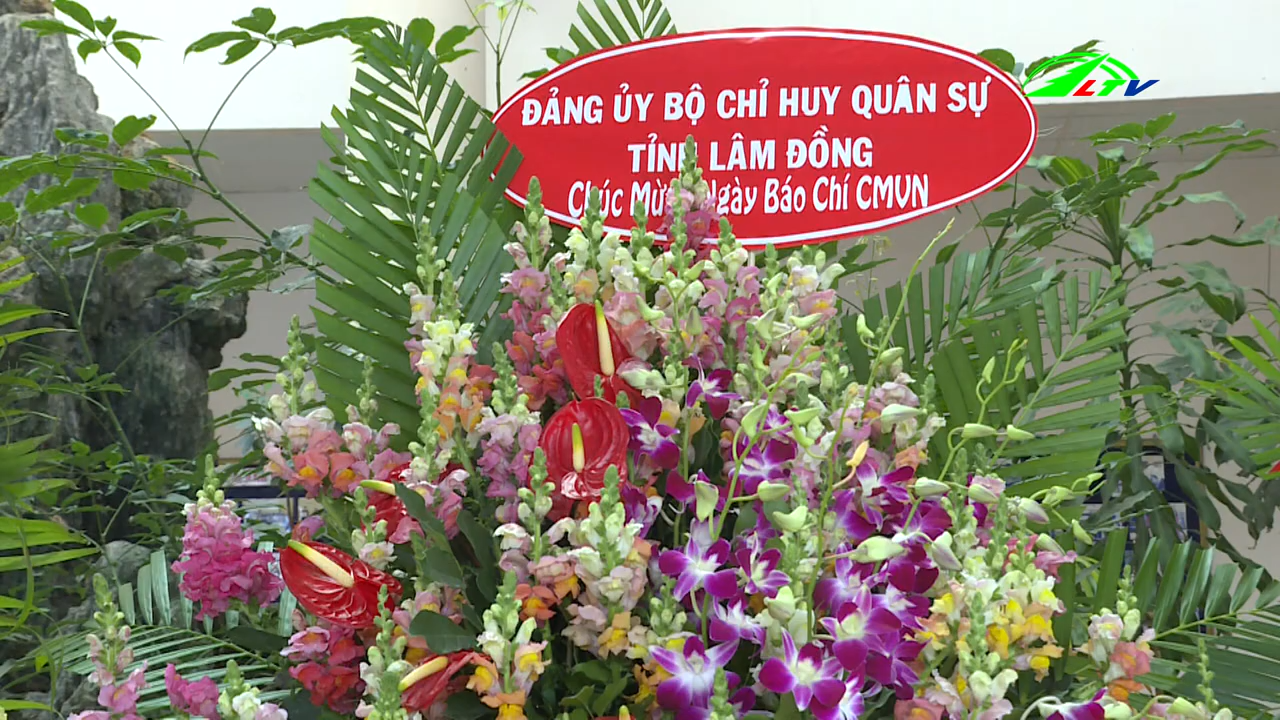 ĐẢNG ỦY BỘ CHỈ HUY QUÂN SỰ
TỈNH LÂM ĐỒNG
Chúc Mừng Ngày Báo Chí CMVN
LTV